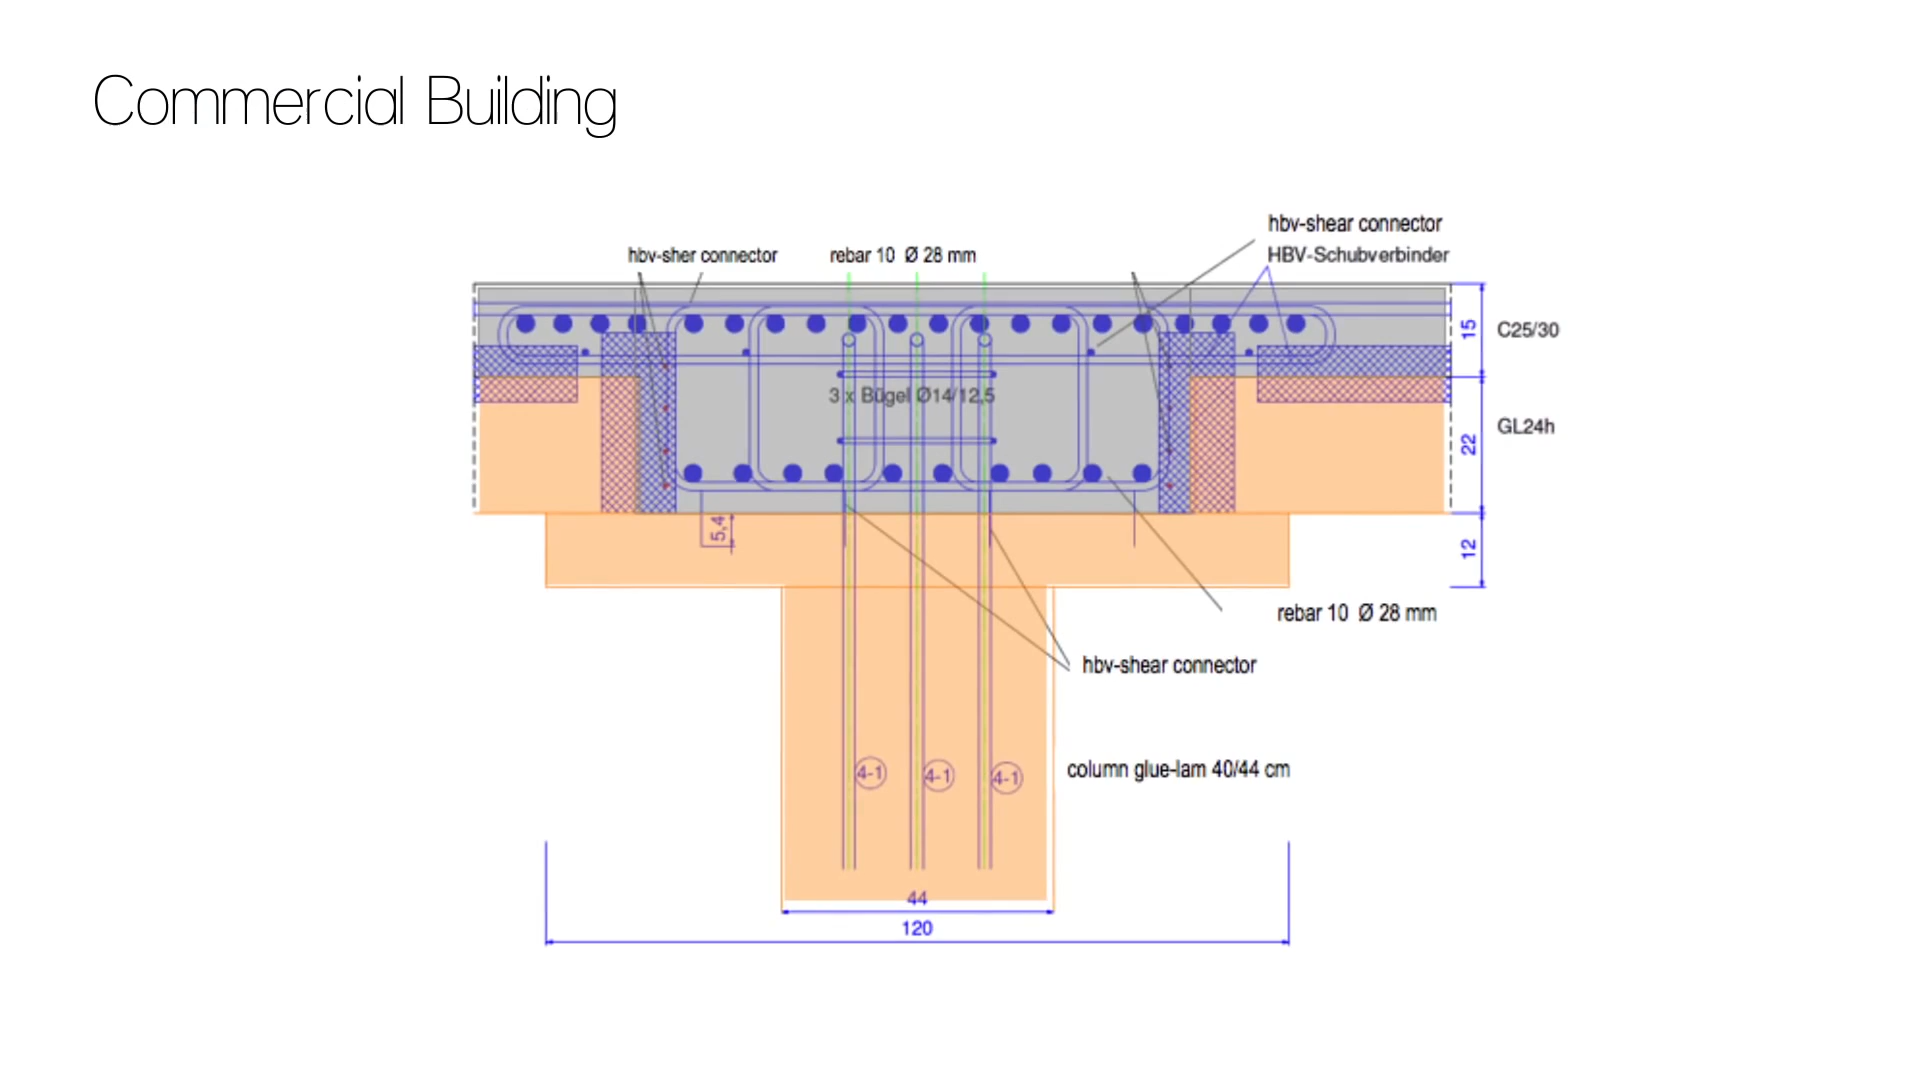 Commercial Building
hbv-shear connector
hbv-sher connector
rebar 10 Ø 28 mm
HBV-Schubverbinder
15
C25/30
3 x Bügel Ø14/12,5
GL24h
22
5,4
12
rebar 10 Ø 28 mm
hbv-shear connector
column glue-lam 40/44 cm
4-1
4-1
4-1
44
120